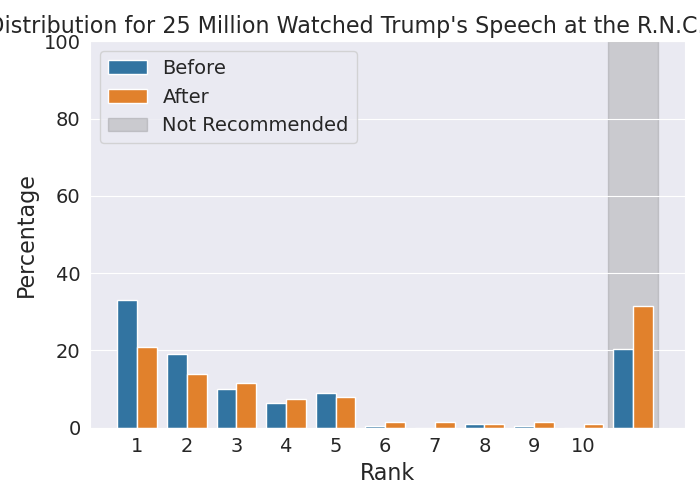 Distribution for 25 Million Watched Trump's Speech at the R.N.C.
100
80
60
40
20
0
Percentage
Before
After
Not Recommended
1 2 3 4 5 6 7 8 9 10
Rank